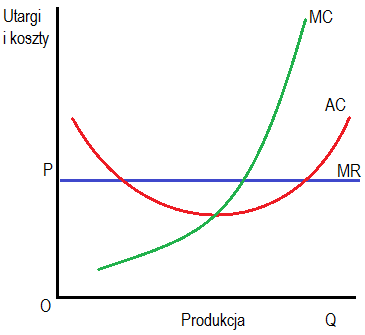 Utargi
i koszty
MC
AC
P
MR
O
Produkcja
Q